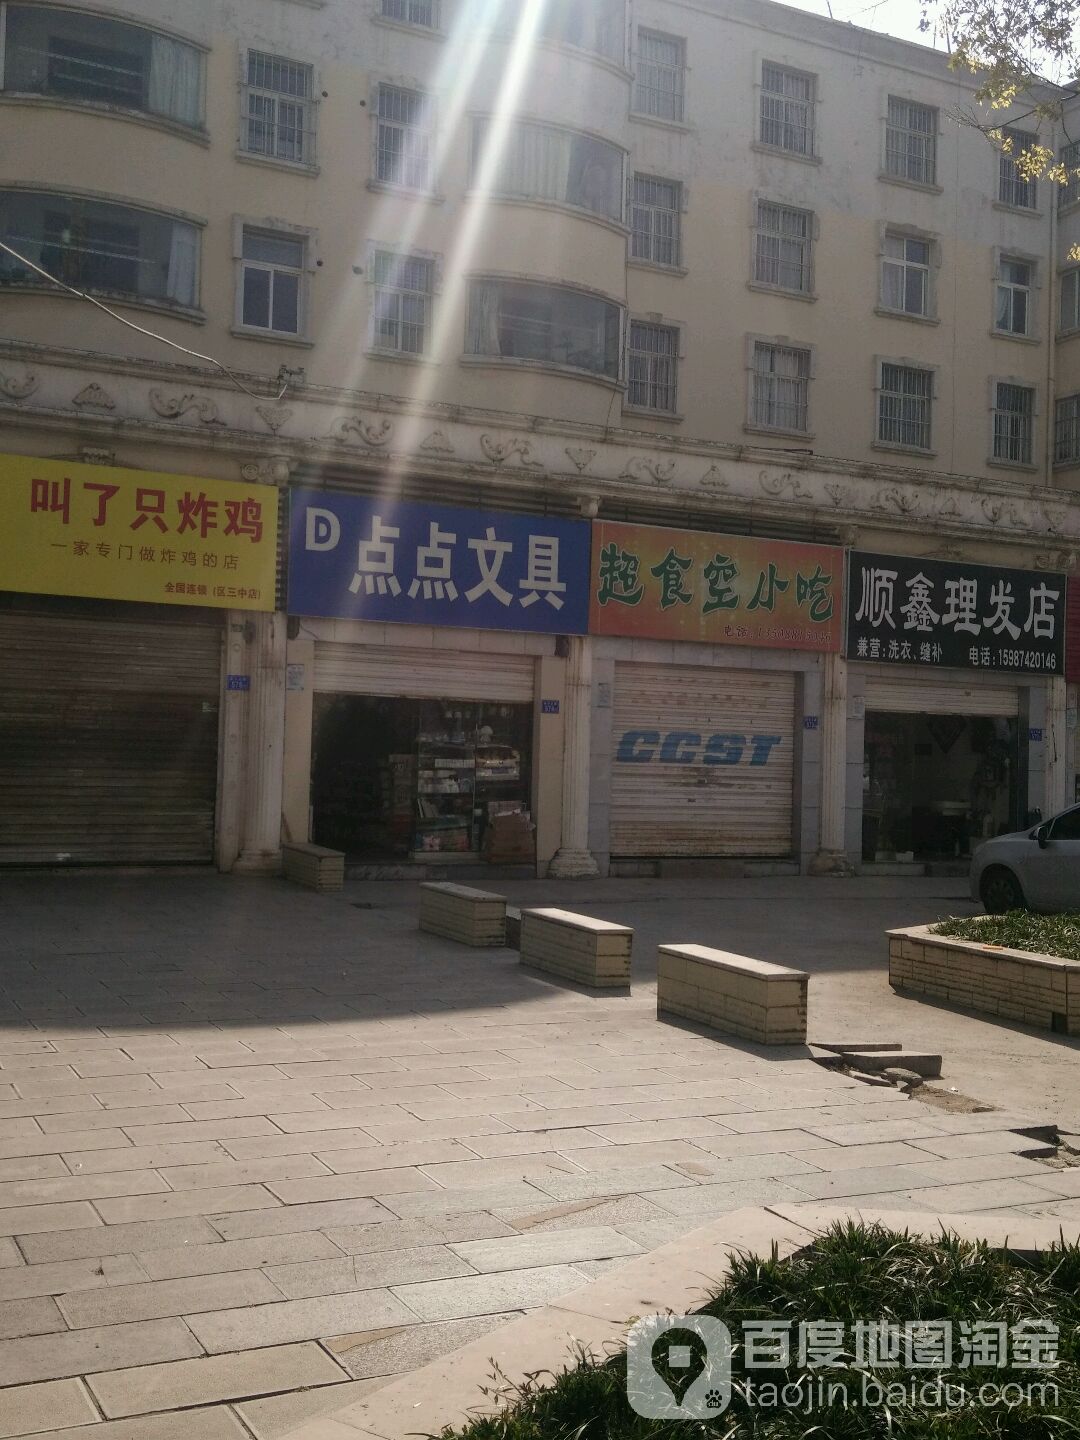 叫了只炸鸡
一家专门做炸鸡的店
全国连锁（区三中店）
D 点点文具
超食空小吃
电话:
顺鑫理发店
兼营:洗衣、缝补 电话:15987420146
CCST
百度地图淘金
taojin.baidu.com